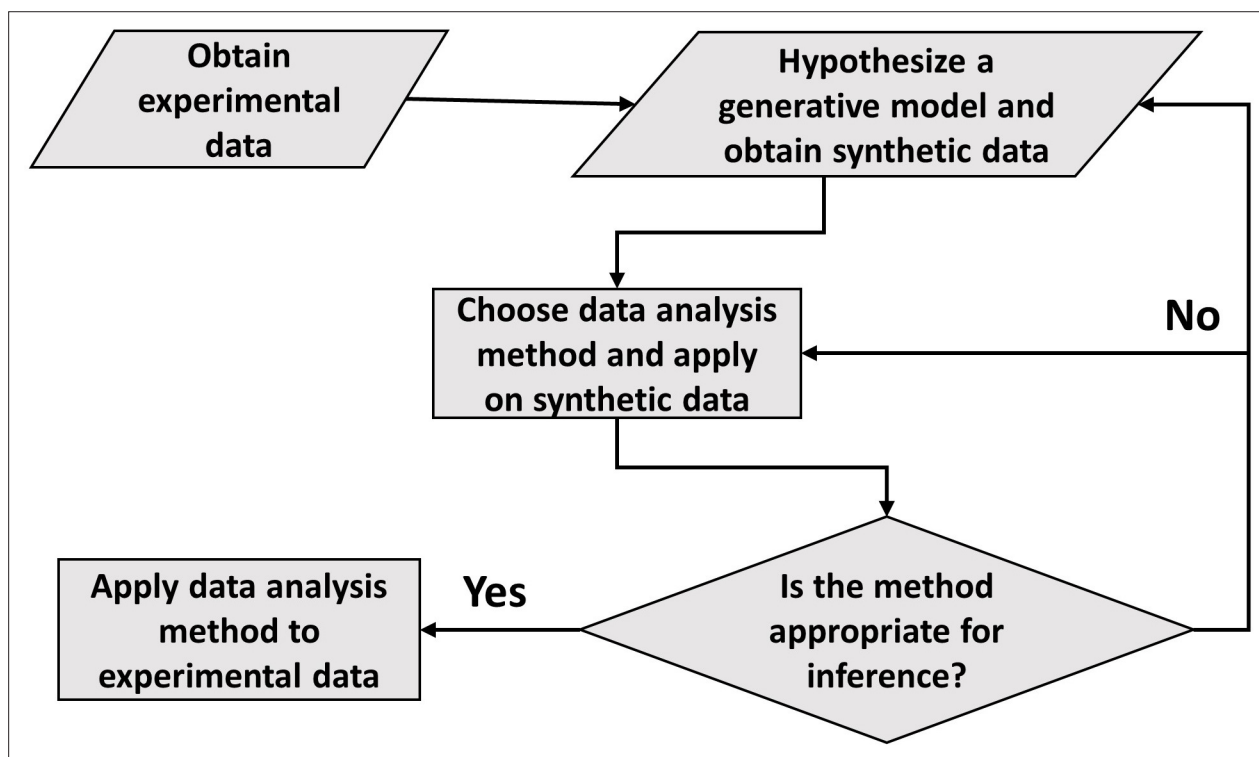 Obtain
experimental
data
Hypothesize a
generative model and
obtain synthetic data
Choose data analysis
method and apply
on synthetic data
No
Is the method
appropriate for
inference?
Yes
Apply data analysis
method to
experimental data